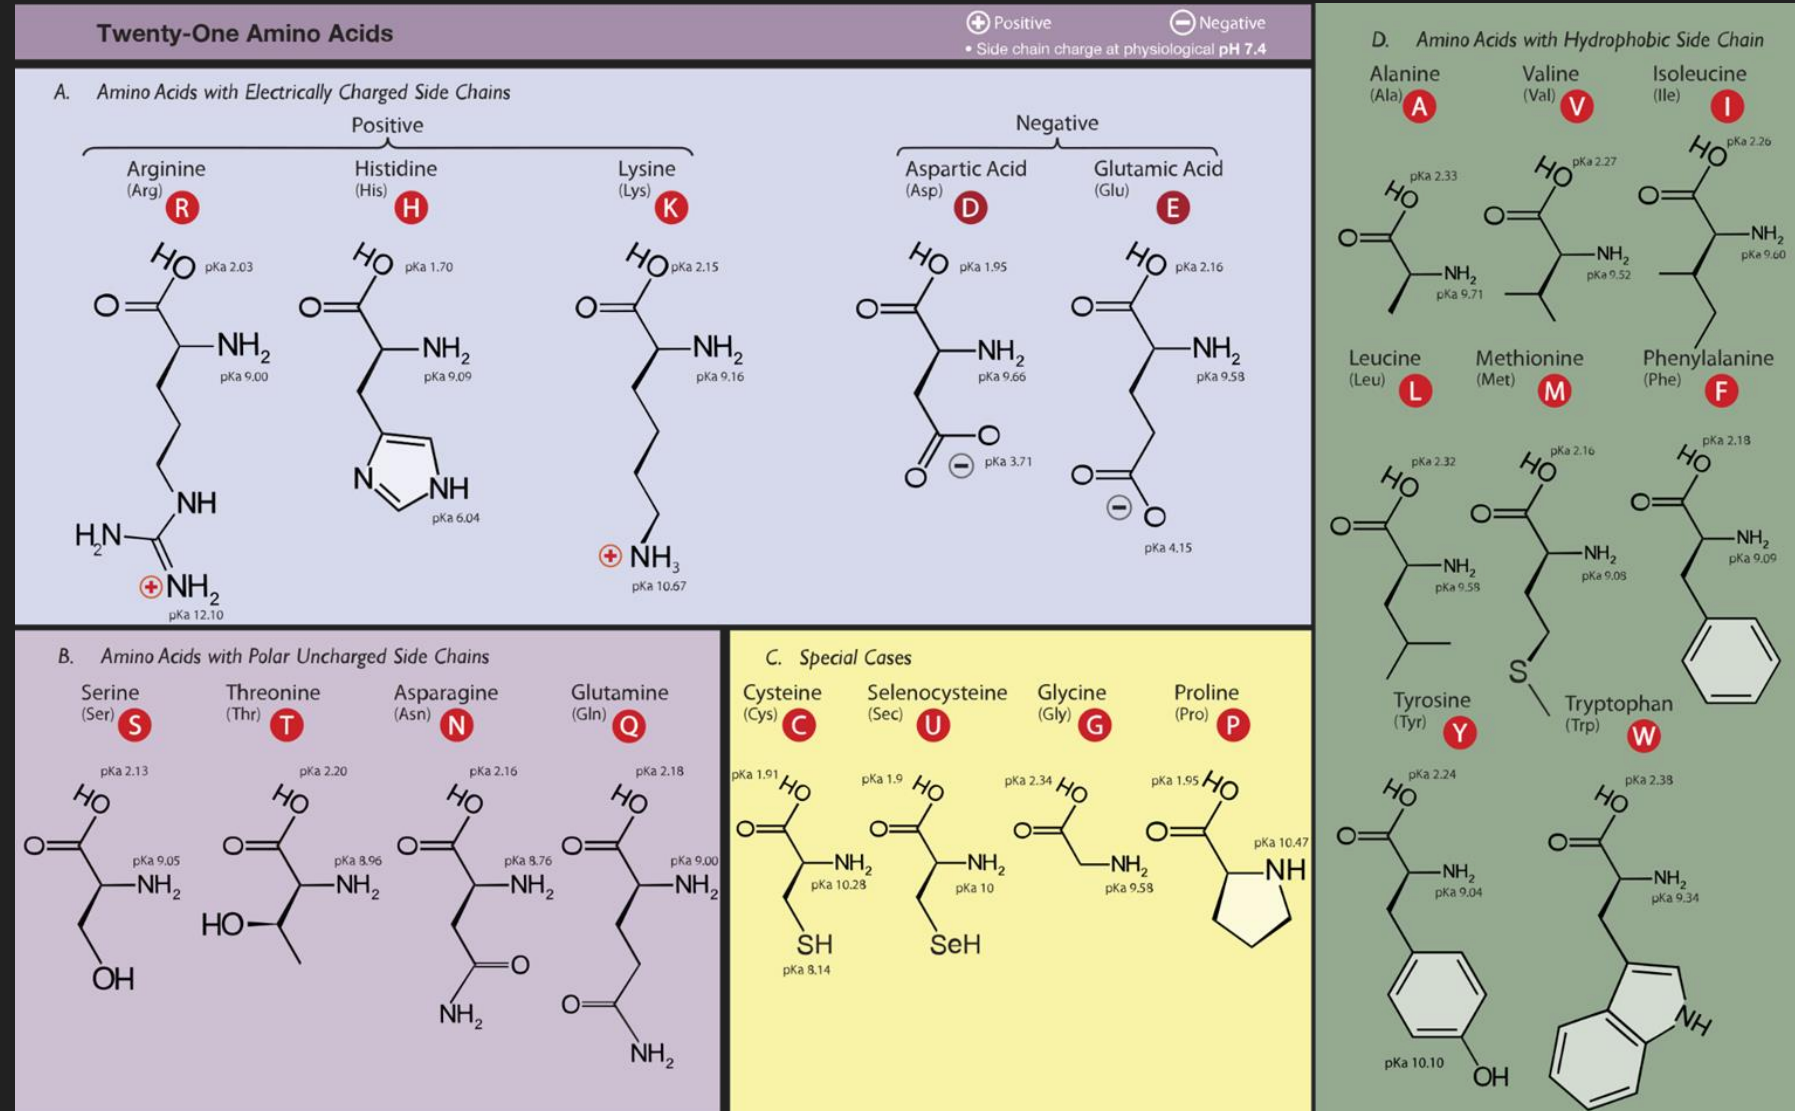 Twenty-One Amino Acids
+ Positive
− Negative
• Side chain charge at physiological pH 7.4
A. Amino Acids with Electrically Charged Side Chains
Positive
Arginine
(Arg)
R
HO
pKa 2.03
O
NH2
pKa 9.00
NH
H2N
+ NH2
pKa 12.10
Histidine
(His)
H
HO
pKa 1.70
O
NH2
pKa 9.09
N
NH
pKa 6.04
Lysine
(Lys)
K
HO
pKa 2.15
O
NH2
pKa 9.16
+ NH3
pKa 10.67
Negative
Aspartic Acid
(Asp)
D
HO
pKa 1.95
O
NH2
pKa 9.66
O
O
−
pKa 3.71
Glutamic Acid
(Glu)
E
HO
pKa 2.16
O
NH2
pKa 9.58
O
−
O
pKa 4.15
B. Amino Acids with Polar Uncharged Side Chains
Serine
(Ser)
S
pKa 2.13
HO
O
pKa 9.05
NH2
OH
Threonine
(Thr)
T
pKa 2.20
HO
O
pKa 8.96
NH2
HO
Asparagine
(Asn)
N
pKa 2.16
HO
O
pKa 8.76
NH2
O
NH2
Glutamine
(Gln)
Q
pKa 2.18
HO
O
pKa 9.00
NH2
O
NH2
C. Special Cases
Cysteine
(Cys)
C
pKa 1.91
HO
O
NH2
pKa 10.28
SH
pKa 8.14
Selenocysteine
(Sec)
U
pKa 1.9
HO
O
NH2
pKa 10
SeH
Glycine
(Gly)
G
pKa 2.34
HO
O
NH2
pKa 9.58
Proline
(Pro)
P
pKa 1.95
HO
O
pKa 10.47
NH
D. Amino Acids with Hydrophobic Side Chain
Alanine
(Ala)
A
pKa 2.33
HO
O
NH2
pKa 9.71
Valine
(Val)
V
pKa 2.27
HO
O
NH2
pKa 9.52
Isoleucine
(Ile)
I
pKa 2.26
HO
O
NH2
pKa 9.60
Leucine
(Leu)
L
pKa 2.32
HO
O
NH2
pKa 9.58
Methionine
(Met)
M
pKa 2.16
HO
O
NH2
pKa 9.08
S
Phenylalanine
(Phe)
F
pKa 2.18
HO
O
NH2
pKa 9.09
Tyrosine
(Tyr)
Y
pKa 2.24
HO
O
NH2
pKa 9.04
pKa 10.10
OH
Tryptophan
(Trp)
W
pKa 2.38
HO
O
NH2
pKa 9.34
NH